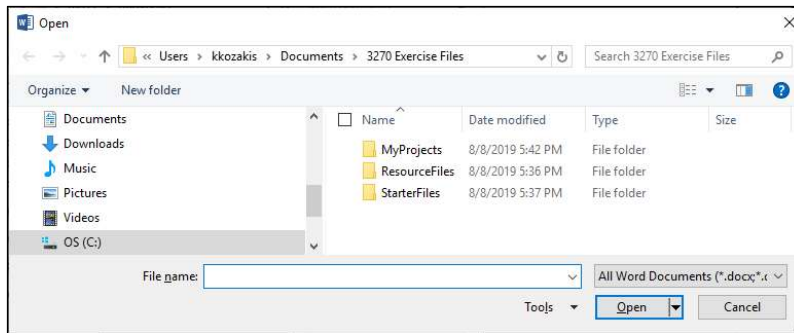 Open
« Users › kkozakis › Documents › 3270 Exercise Files
Search 3270 Exercise Files
Organize
New folder
Documents
Downloads
Music
Pictures
Videos
OS (C:)
Name Date modified Type Size
MyProjects 8/8/2019 5:42 PM File folder
ResourceFiles 8/8/2019 5:36 PM File folder
StarterFiles 8/8/2019 5:37 PM File folder
File name:
All Word Documents (*.docx;*.c
Tools
Open
Cancel